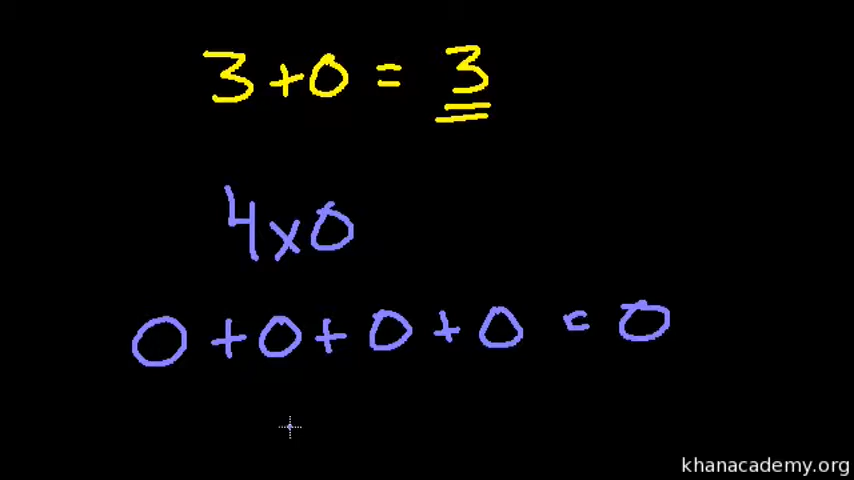 3+0 = 3
4x0
0 + 0 + 0 + 0 = 0
khanacademy.org